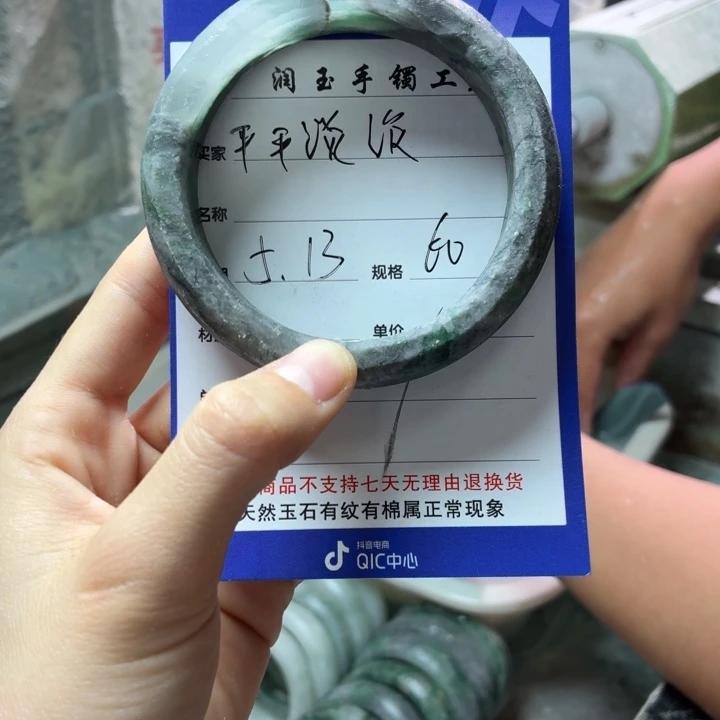 润玉手镯工
买家 平平淡淡
名称
5.13 规格 60
单价
商品不支持七天无理由退换货
天然玉石有纹有棉属正常现象
抖音电商
QIC中心